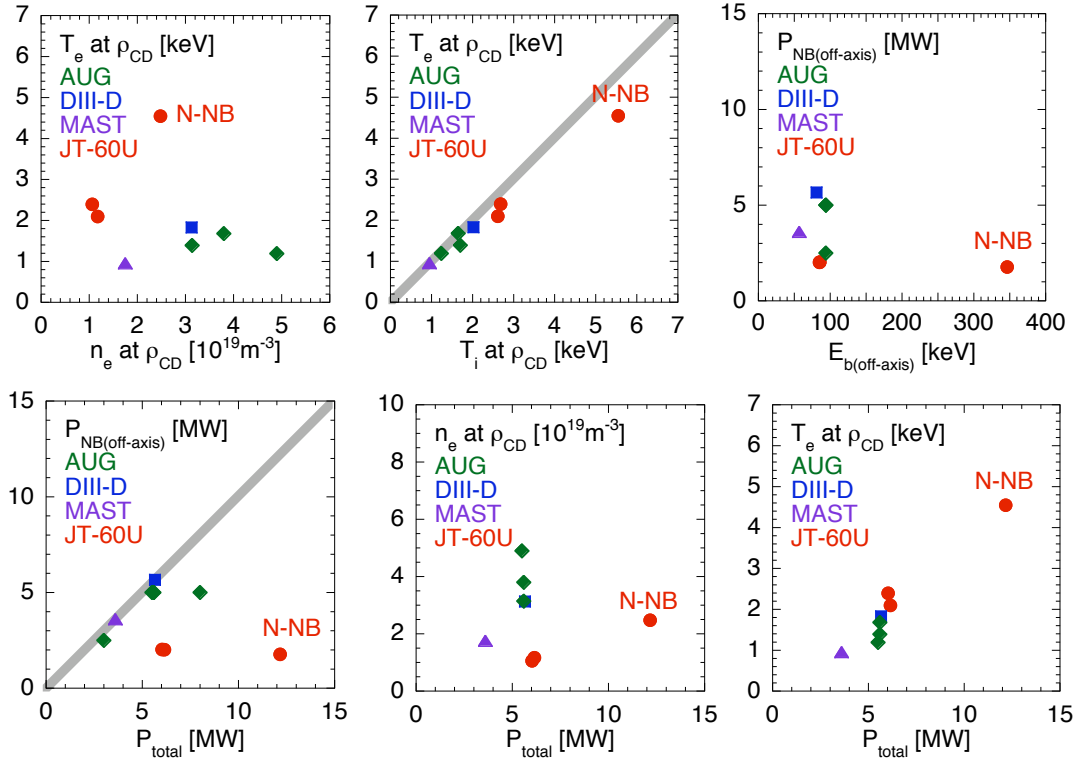 T_e at ρ_CD [keV]
AUG
DIII-D
MAST
JT-60U
N-NB
7
6
5
4
3
2
1
0
0 1 2 3 4 5 6
n_e at ρ_CD [10^19 m^-3]
T_e at ρ_CD [keV]
AUG
DIII-D
MAST
JT-60U
N-NB
7
6
5
4
3
2
1
0
0 1 2 3 4 5 6 7
T_i at ρ_CD [keV]
P_NB(off-axis) [MW]
AUG
DIII-D
MAST
JT-60U
N-NB
15
10
5
0
0 100 200 300 400
E_b(off-axis) [keV]
P_NB(off-axis) [MW]
AUG
DIII-D
MAST
JT-60U
N-NB
15
10
5
0
0 5 10 15
P_total [MW]
n_e at ρ_CD [10^19 m^-3]
AUG
DIII-D
MAST
JT-60U
N-NB
10
8
6
4
2
0
0 5 10 15
P_total [MW]
T_e at ρ_CD [keV]
AUG
DIII-D
MAST
JT-60U
N-NB
7
6
5
4
3
2
1
0
0 5 10 15
P_total [MW]